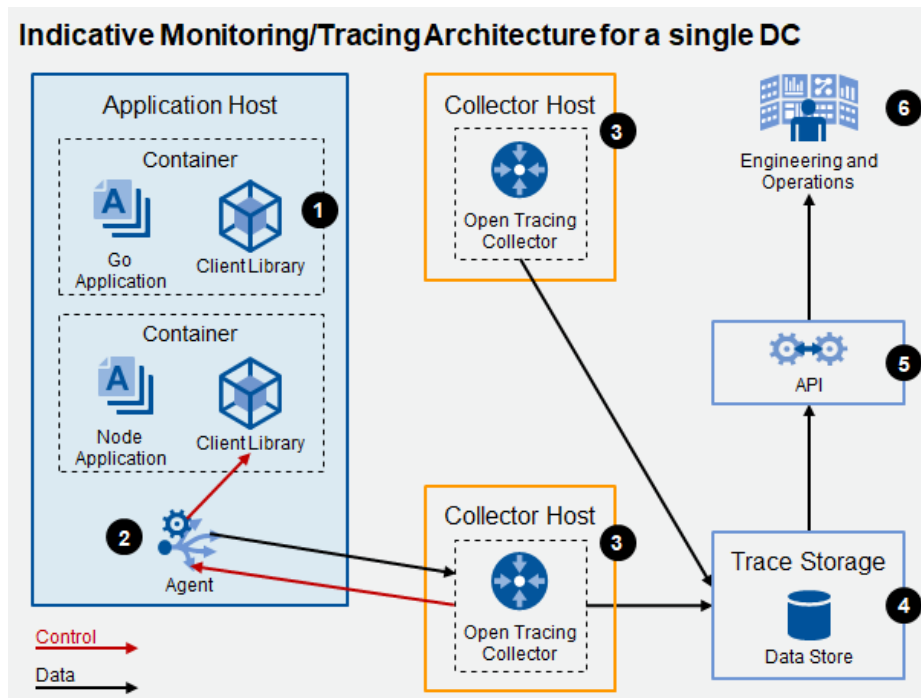 Indicative Monitoring/Tracing Architecture for a single DC
Application Host
Container
A
Go
Application
Client Library
1
Container
A
Node
Application
Client Library
2
Agent
Control
Data
Collector Host
3
Open Tracing
Collector
Collector Host
3
Open Tracing
Collector
6
Engineering and
Operations
API
5
Trace Storage
4
Data Store